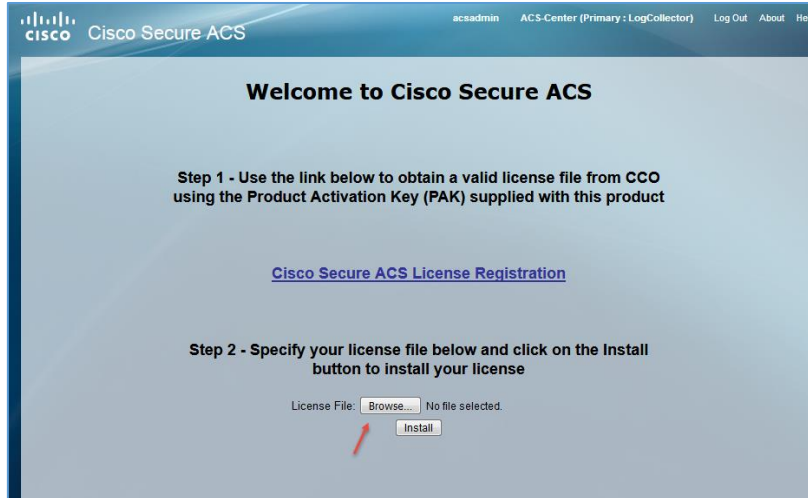 cisco Cisco Secure ACS acsadmin ACS-Center (Primary : LogCollector) Log Out About
Welcome to Cisco Secure ACS
Step 1 - Use the link below to obtain a valid license file from CCO
using the Product Activation Key (PAK) supplied with this product
Cisco Secure ACS License Registration
Step 2 - Specify your license file below and click on the Install
button to install your license
License File: Browse... No file selected.
Install